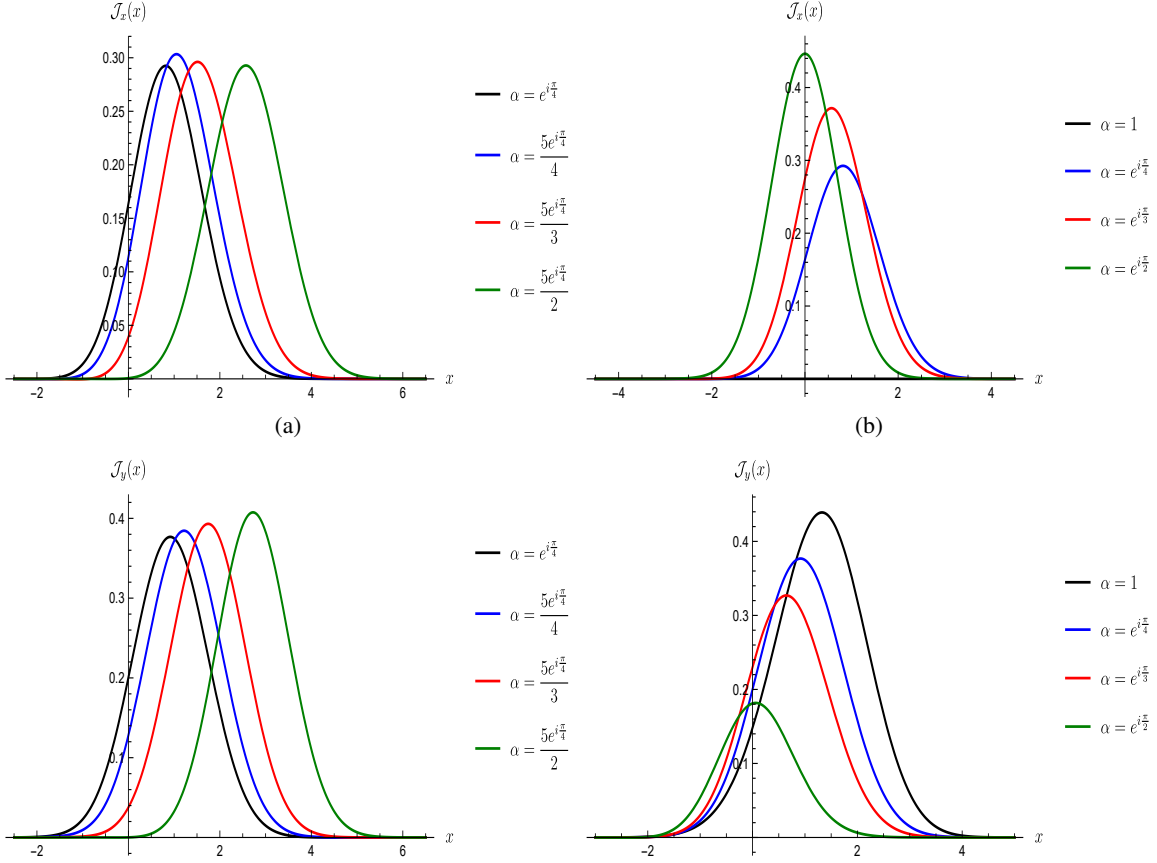 𝒥ₓ(x)
0.30
0.25
0.20
0.15
0.10
0.05
−2 2 4 6 x
α = e^{iπ/4}
α = 5e^{iπ/4}/4
α = 5e^{iπ/4}/3
α = 5e^{iπ/4}/2
(a)
𝒥ₓ(x)
0.4
0.3
0.2
0.1
−4 −2 0 2 4 x
α = 1
α = e^{iπ/4}
α = e^{iπ/3}
α = e^{iπ/2}
(b)
𝒥_y(x)
0.4
0.3
0.2
0.1
−2 0 2 4 6 x
α = e^{iπ/4}
α = 5e^{iπ/4}/4
α = 5e^{iπ/4}/3
α = 5e^{iπ/4}/2
𝒥_y(x)
0.4
0.3
0.2
0.1
−2 0 2 4 x
α = 1
α = e^{iπ/4}
α = e^{iπ/3}
α = e^{iπ/2}